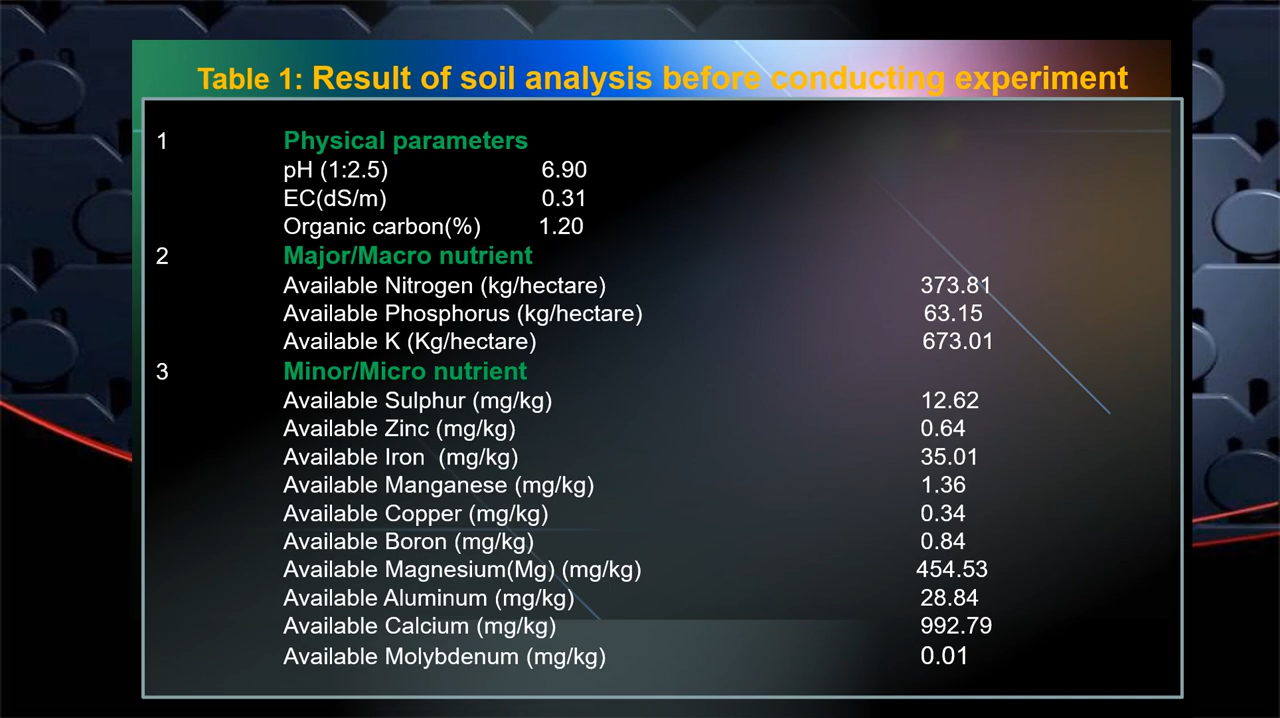 Table 1: Result of soil analysis before conducting experiment
1 Physical parameters
pH (1:2.5) 6.90
EC(dS/m) 0.31
Organic carbon(%) 1.20
2 Major/Macro nutrient
Available Nitrogen (kg/hectare) 373.81
Available Phosphorus (kg/hectare) 63.15
Available K (Kg/hectare) 673.01
3 Minor/Micro nutrient
Available Sulphur (mg/kg) 12.62
Available Zinc (mg/kg) 0.64
Available Iron (mg/kg) 35.01
Available Manganese (mg/kg) 1.36
Available Copper (mg/kg) 0.34
Available Boron (mg/kg) 0.84
Available Magnesium(Mg) (mg/kg) 454.53
Available Aluminum (mg/kg) 28.84
Available Calcium (mg/kg) 992.79
Available Molybdenum (mg/kg) 0.01